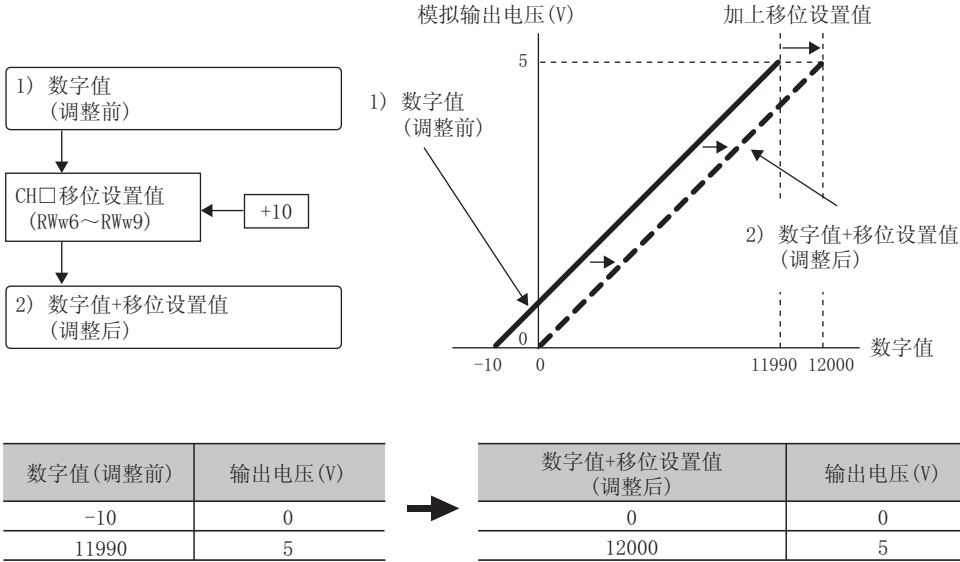 1) 数字值
(调整前)
CH□移位设置值
(RWw6～RWw9)
+10
2) 数字值+移位设置值
(调整后)
模拟输出电压(V)
加上移位设置值
5
1) 数字值
(调整前)
2) 数字值+移位设置值
(调整后)
0
数字值
-10 0 11990 12000
数字值(调整前) 输出电压(V)
-10 0
11990 5
数字值+移位设置值
(调整后) 输出电压(V)
0 0
12000 5